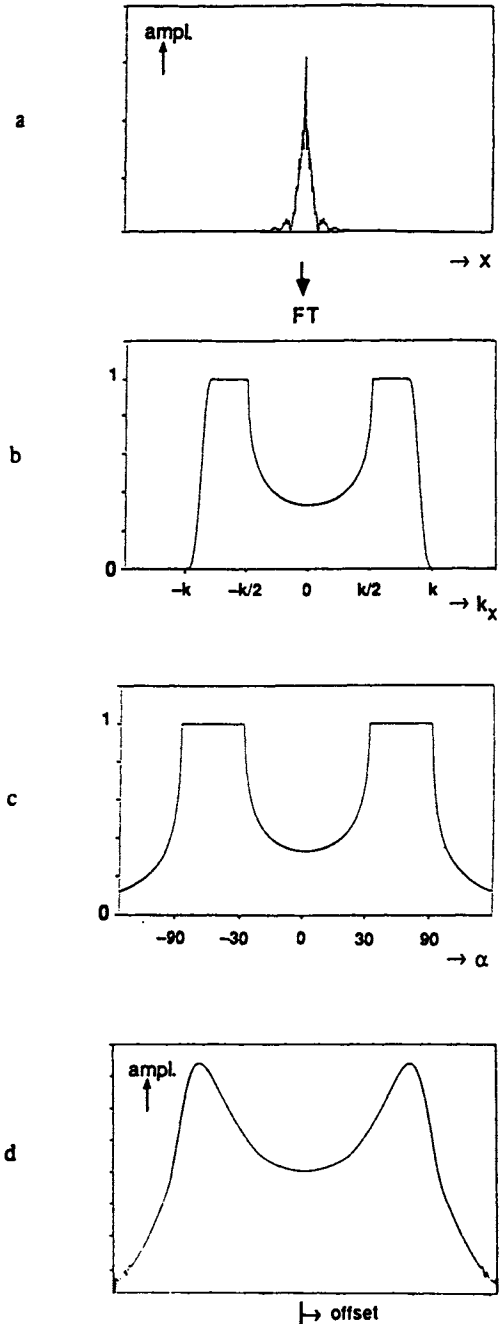 ampl.
a
→ x
FT
1
b
0
-k -k/2 0 k/2 k
→ kx
1
c
0
-90 -30 0 30 90
→ α
ampl.
d
offset